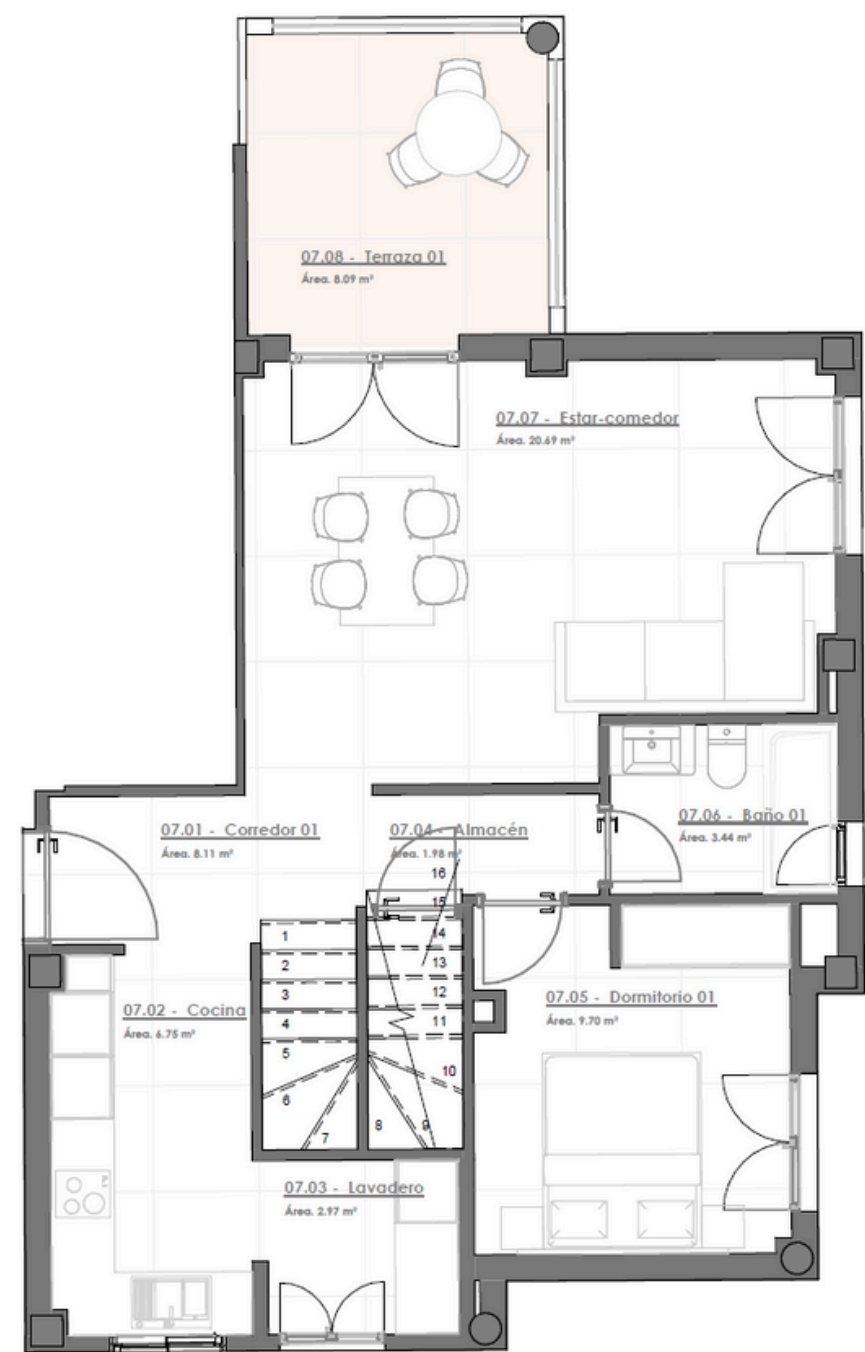 07.08 - Terraza 01
Área. 8.09 m²
07.07 - Estar-comedor
Área. 20.69 m²
07.01 - Corredor 01
Área. 8.11 m²
07.04 - Almacén
Área. 1.98 m²
07.06 - Baño 01
Área. 3.44 m²
16
15
1
14
2
13
3
12
4
11
5
10
6
7
8
9
07.02 - Cocina
Área. 6.75 m²
07.05 - Dormitorio 01
Área. 9.70 m²
07.03 - Lavadero
Área. 2.97 m²